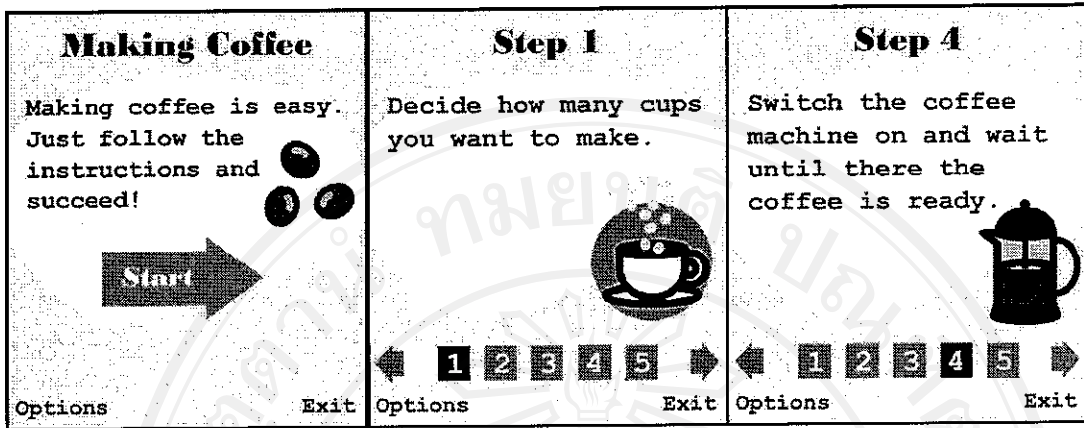 Making Coffee
Making coffee is easy.
Just follow the
instructions and
succeed!
Start
Options Exit
Step 1
Decide how many cups
you want to make.
1 2 3 4 5
Options Exit
Step 4
Switch the coffee
machine on and wait
until there the
coffee is ready.
1 2 3 4 5
Options Exit